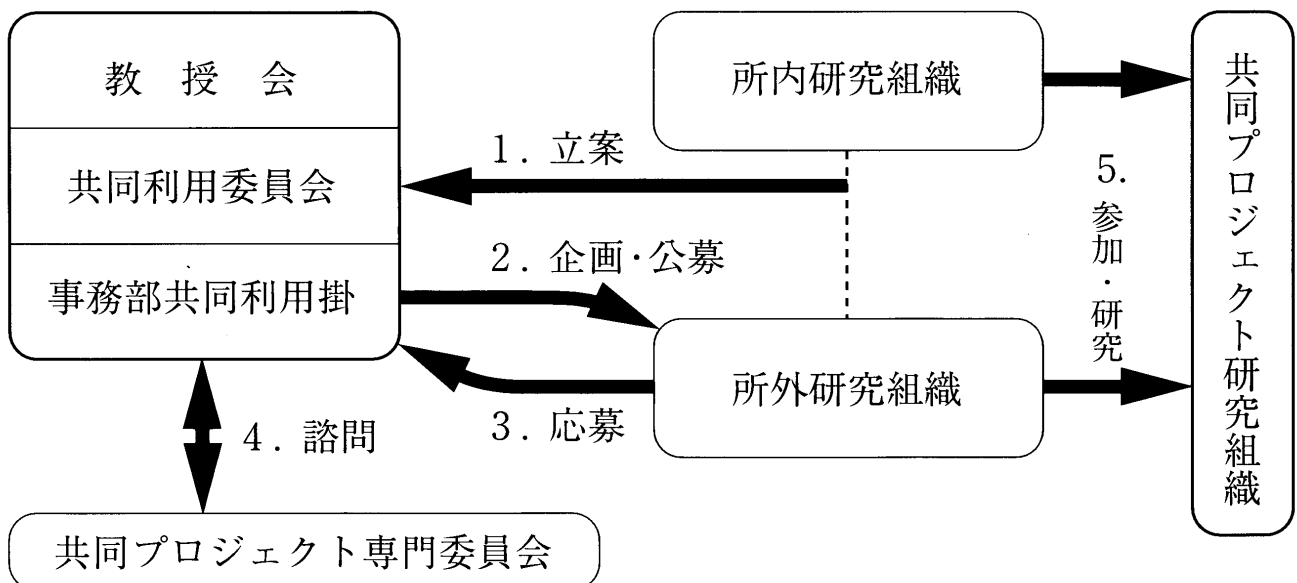 教授会
共同利用委員会
事務部共同利用掛
1. 立案
2. 企画・公募
3. 応募
4. 諮問
共同プロジェクト専門委員会
所内研究組織
所外研究組織
5. 参加・研究
共同プロジェクト研究組織